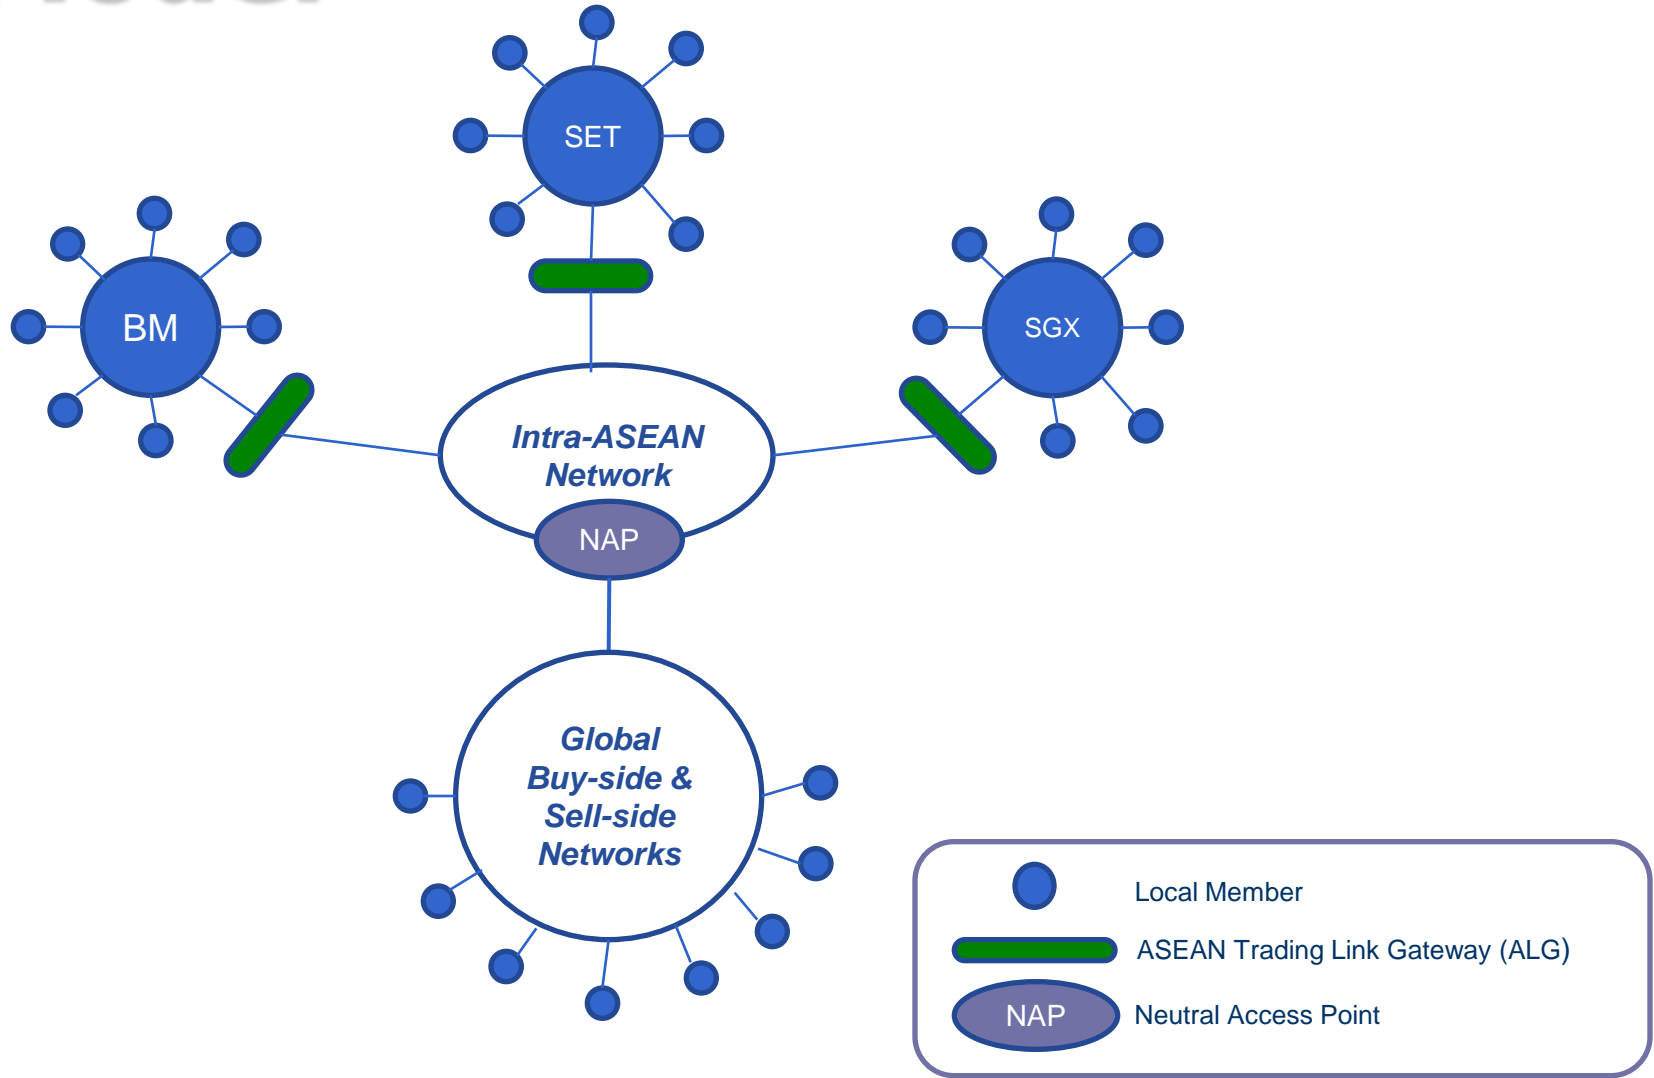 SET
BM
SGX
Intra-ASEAN
Network
NAP
Global
Buy-side &
Sell-side
Networks
Local Member
ASEAN Trading Link Gateway (ALG)
NAP
Neutral Access Point